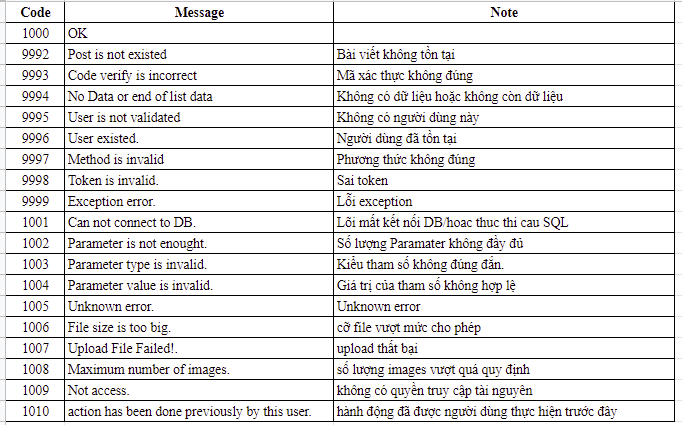 Code Message Note
1000 OK
9992 Post is not existed Bài viết không tồn tại
9993 Code verify is incorrect Mã xác thực không đúng
9994 No Data or end of list data Không có dữ liệu hoặc không còn dữ liệu
9995 User is not validated Không có người dùng này
9996 User existed. Người dùng đã tồn tại
9997 Method is invalid Phương thức không đúng
9998 Token is invalid. Sai token
9999 Exception error. Lỗi exception
1001 Can not connect to DB. Lỗi mất kết nối DB/hoac thuc thi cau SQL
1002 Parameter is not enought. Số lượng Paramater không đầy đủ
1003 Parameter type is invalid. Kiểu tham số không đúng đắn.
1004 Parameter value is invalid. Giá trị của tham số không hợp lệ
1005 Unknown error. Unknown error
1006 File size is too big. cỡ file vượt mức cho phép
1007 Upload File Failed!. upload thất bại
1008 Maximum number of images. số lượng images vượt quá quy định
1009 Not access. không có quyền truy cập tài nguyên
1010 action has been done previously by this user. hành động đã được người dùng thực hiện trước đây